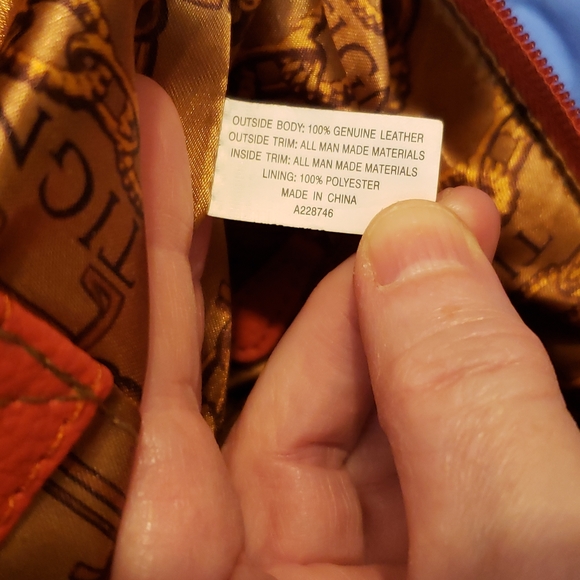 OUTSIDE BODY: 100% GENUINE LEATHER
OUTSIDE TRIM: ALL MAN MADE MATERIALS
INSIDE TRIM: ALL MAN MADE MATERIALS
LINING: 100% POLYESTER
MADE IN CHINA
A228746